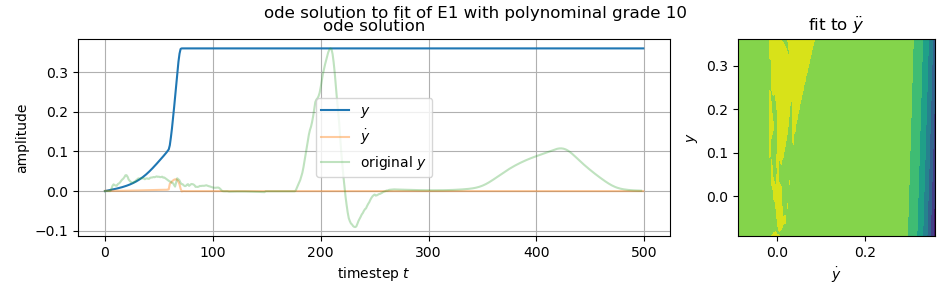 ode solution to fit of E1 with polynominal grade 10
ode solution
amplitude
0.3
0.2
0.1
0.0
−0.1
0
100
200
300
400
500
timestep t
y
ẏ
original y
fit to ÿ
y
0.3
0.2
0.1
0.0
0.0
0.2
ẏ